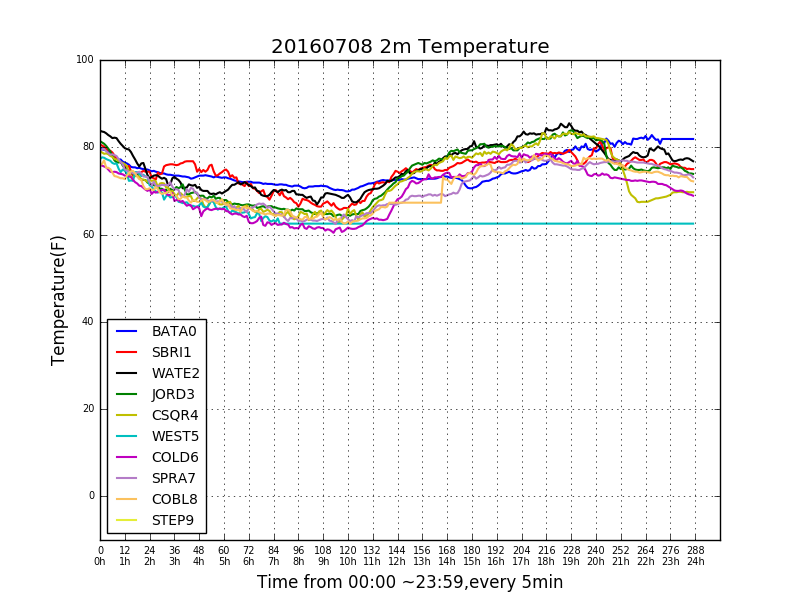 20160708 2m Temperature
100
80
60
40
20
0
Temperature(F)
BATA0
SBRI1
WATE2
JORD3
CSQR4
WEST5
COLD6
SPRA7
COBL8
STEP9
0 12 24 36 48 60 72 84 96 108 120 132 144 156 168 180 192 204 216 228 240 252 264 276 288
0h 1h 2h 3h 4h 5h 6h 7h 8h 9h 10h 11h 12h 13h 14h 15h 16h 17h 18h 19h 20h 21h 22h 23h 24h
Time from 00:00 ~23:59,every 5min